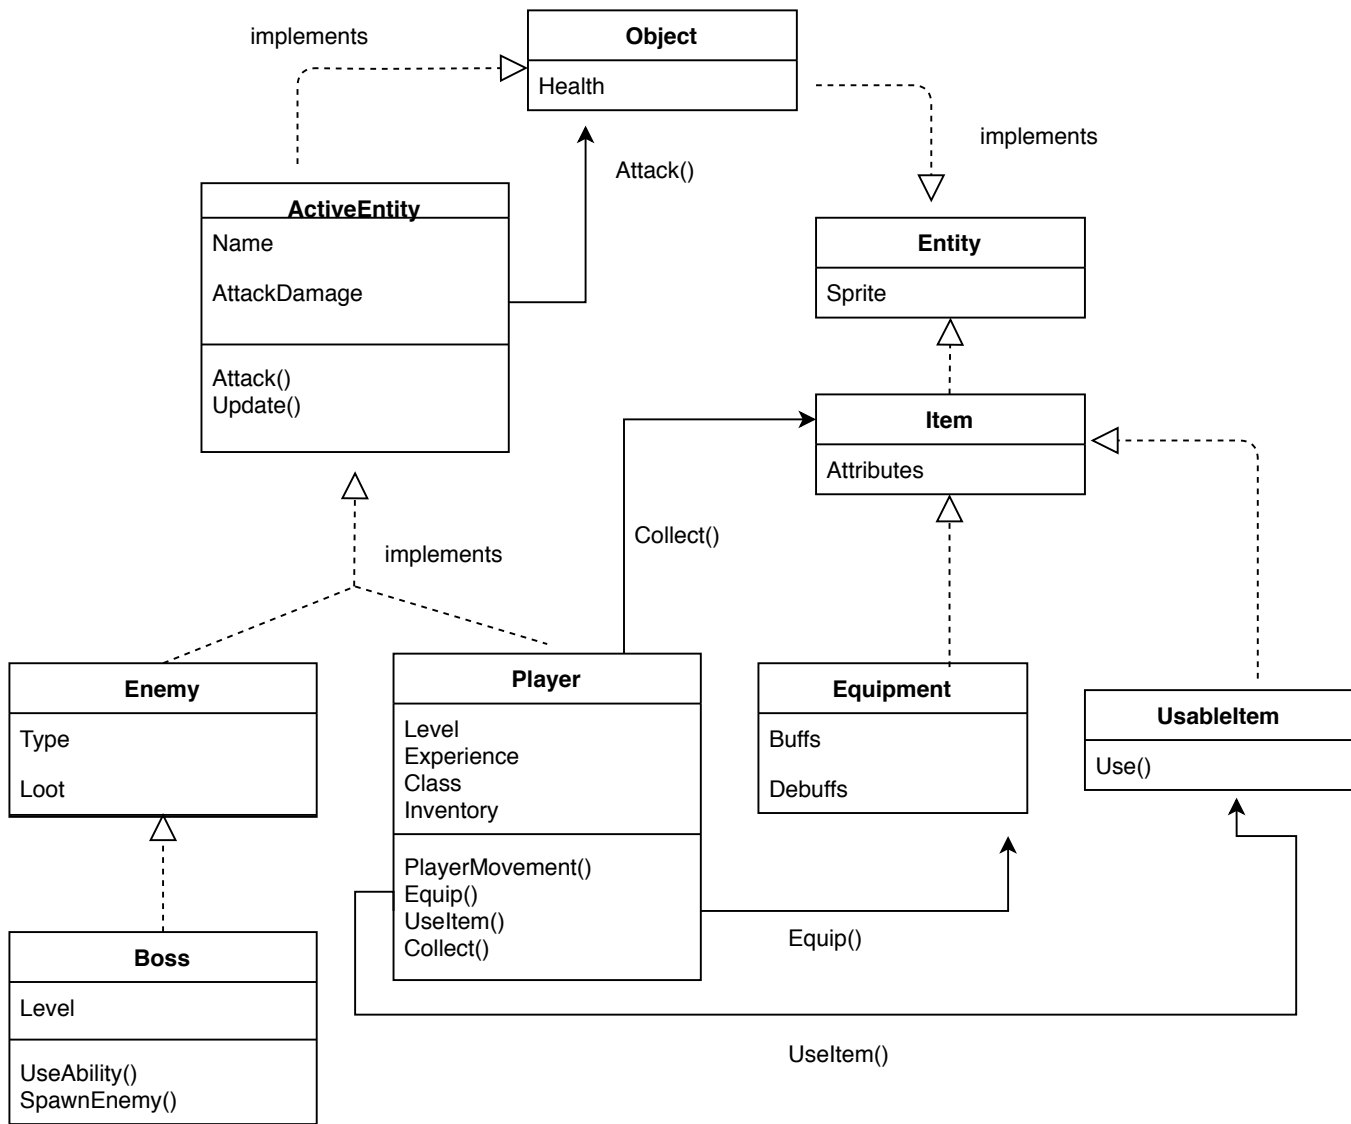 implements
Object
Health
implements
Attack()
ActiveEntity
Name
AttackDamage
Attack()
Update()
Entity
Sprite
Item
Attributes
Collect()
implements
Enemy
Type
Loot
Player
Level
Experience
Class
Inventory
PlayerMovement()
Equip()
UseItem()
Collect()
Equipment
Buffs
Debuffs
UsableItem
Use()
Equip()
Boss
Level
UseAbility()
SpawnEnemy()
UseItem()